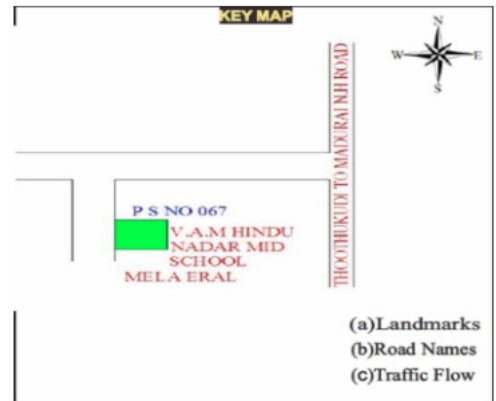 KEY MAP
N
W
E
S
THOOTHUKUDI TO MADURAI N.H ROAD
P S NO 067
V.A.M HINDU
NADAR MID
SCHOOL
MELA ERAL
(a)Landmarks
(b)Road Names
(c)Traffic Flow